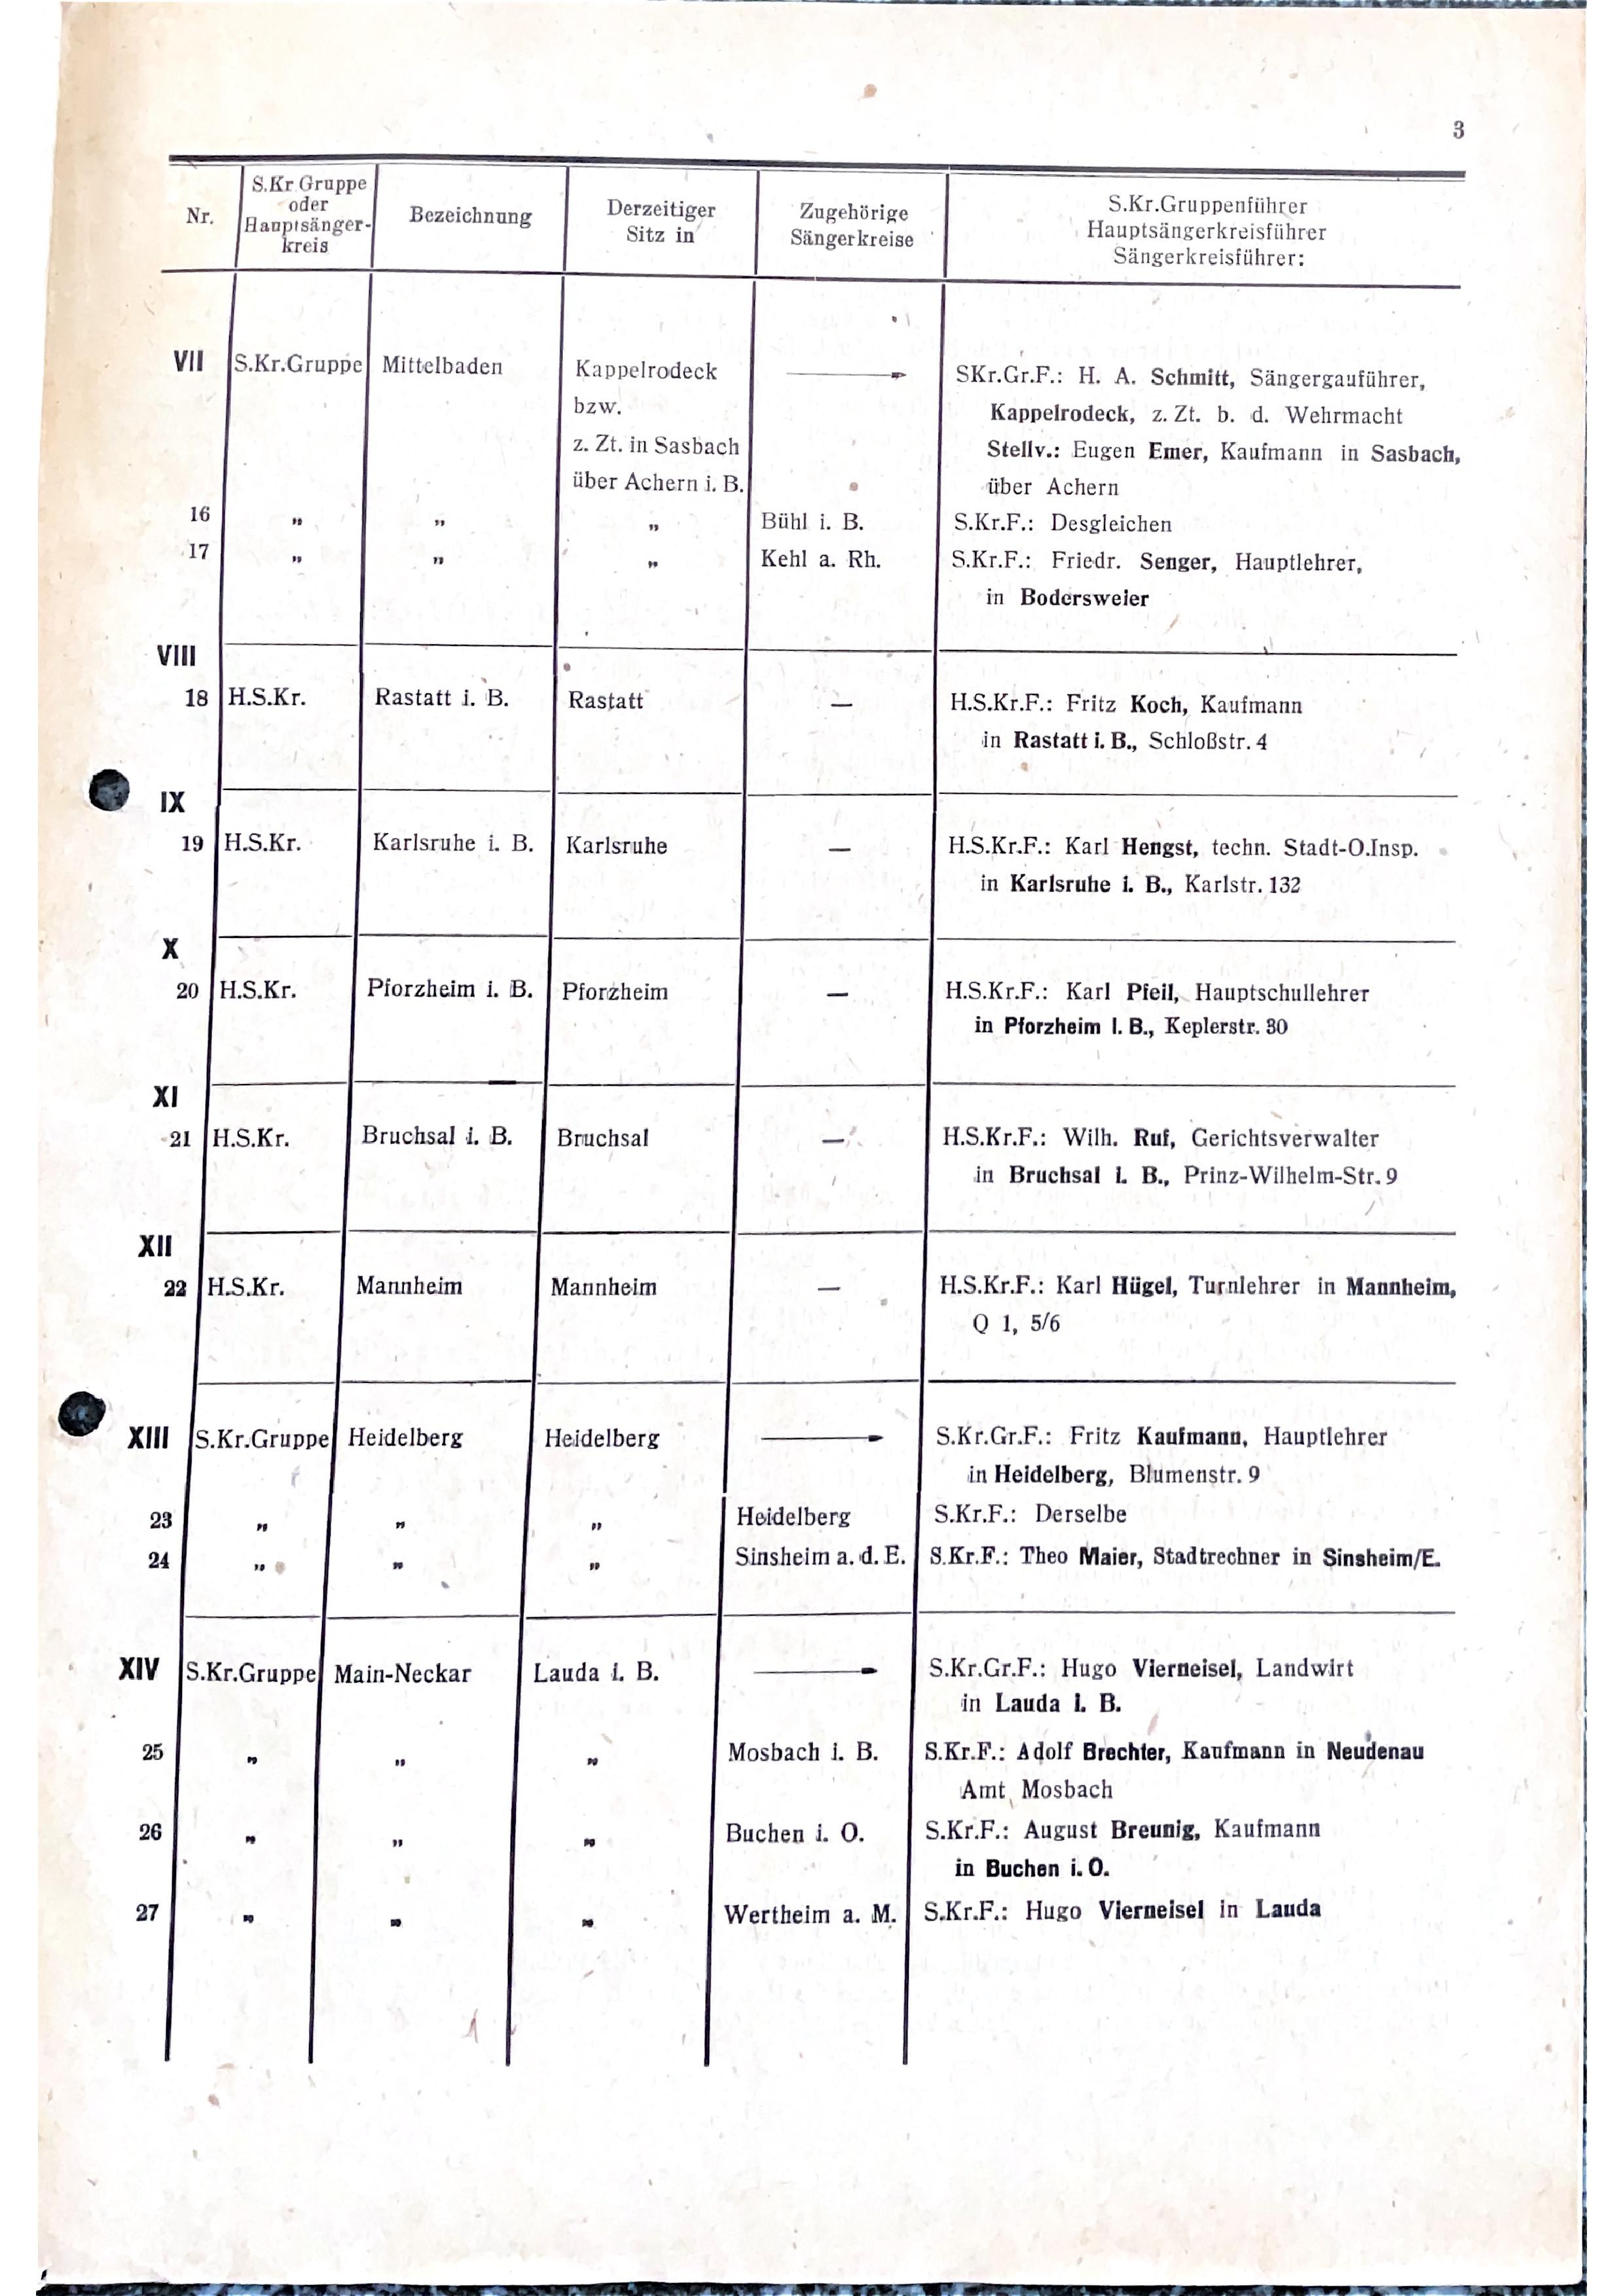 3
Nr.
S.Kr.Gruppe
oder
Hauptsänger-
kreis
Bezeichnung
Derzeitiger
Sitz in
Zugehörige
Sängerkreise
S.Kr.Gruppenführer
Hauptsängerkreisführer
Sängerkreisführer:
VII S.Kr.Gruppe Mittelbaden Kappelrodeck SKr.Gr.F.: H. A. Schmitt, Sängergauführer,
bzw. Kappelrodeck, z. Zt. b. d. Wehrmacht
z. Zt. in Sasbach Stellv.: Eugen Emer, Kaufmann in Sasbach,
über Achern i. B. über Achern
16 „ „ „ Bühl i. B. S.Kr.F.: Desgleichen
17 „ „ „ Kehl a. Rh. S.Kr.F.: Friedr. Senger, Hauptlehrer,
in Bodersweier
VIII
18 H.S.Kr. Rastatt i. B. Rastatt — H.S.Kr.F.: Fritz Koch, Kaufmann
in Rastatt i. B., Schloßstr. 4
IX
19 H.S.Kr. Karlsruhe i. B. Karlsruhe — H.S.Kr.F.: Karl Hengst, techn. Stadt-O.Insp.
in Karlsruhe i. B., Karlstr. 132
X
20 H.S.Kr. Pforzheim i. B. Pforzheim — H.S.Kr.F.: Karl Pfeil, Hauptschullehrer
in Pforzheim i. B., Keplerstr. 30
XI
21 H.S.Kr. Bruchsal i. B. Bruchsal — H.S.Kr.F.: Wilh. Ruf, Gerichtsverwalter
in Bruchsal i. B., Prinz-Wilhelm-Str. 9
XII
22 H.S.Kr. Mannheim Mannheim — H.S.Kr.F.: Karl Hügel, Turnlehrer in Mannheim,
Q 1, 5/6
XIII S.Kr.Gruppe Heidelberg Heidelberg S.Kr.Gr.F.: Fritz Kaufmann, Hauptlehrer
in Heidelberg, Blumenstr. 9
23 „ „ „ Heidelberg S.Kr.F.: Derselbe
24 „ „ „ Sinsheim a. d. E. S.Kr.F.: Theo Maier, Stadtrechner in Sinsheim/E.
XIV S.Kr.Gruppe Main-Neckar Lauda i. B. S.Kr.Gr.F.: Hugo Vierneisel, Landwirt
in Lauda i. B.
25 „ „ „ Mosbach i. B. S.Kr.F.: Adolf Brechter, Kaufmann in Neudenau
Amt Mosbach
26 „ „ „ Buchen i. O. S.Kr.F.: August Breunig, Kaufmann
in Buchen i. O.
27 „ „ „ Wertheim a. M. S.Kr.F.: Hugo Vierneisel in Lauda